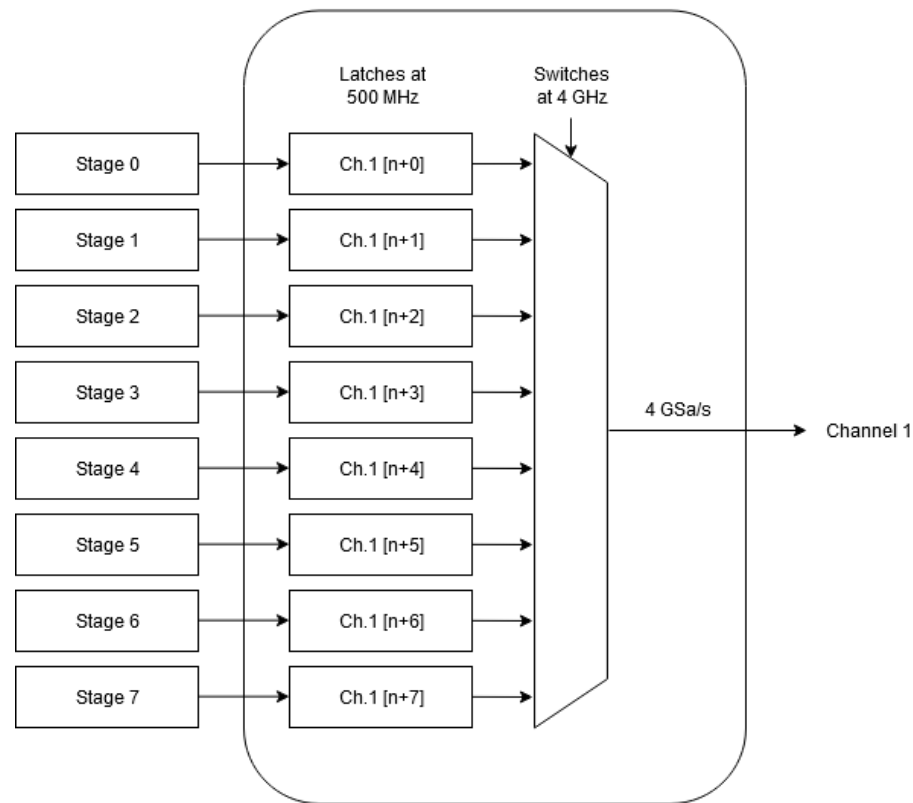 Latches at
500 MHz
Switches
at 4 GHz
Stage 0
Ch.1 [n+0]
Stage 1
Ch.1 [n+1]
Stage 2
Ch.1 [n+2]
Stage 3
Ch.1 [n+3]
4 GSa/s
Channel 1
Stage 4
Ch.1 [n+4]
Stage 5
Ch.1 [n+5]
Stage 6
Ch.1 [n+6]
Stage 7
Ch.1 [n+7]